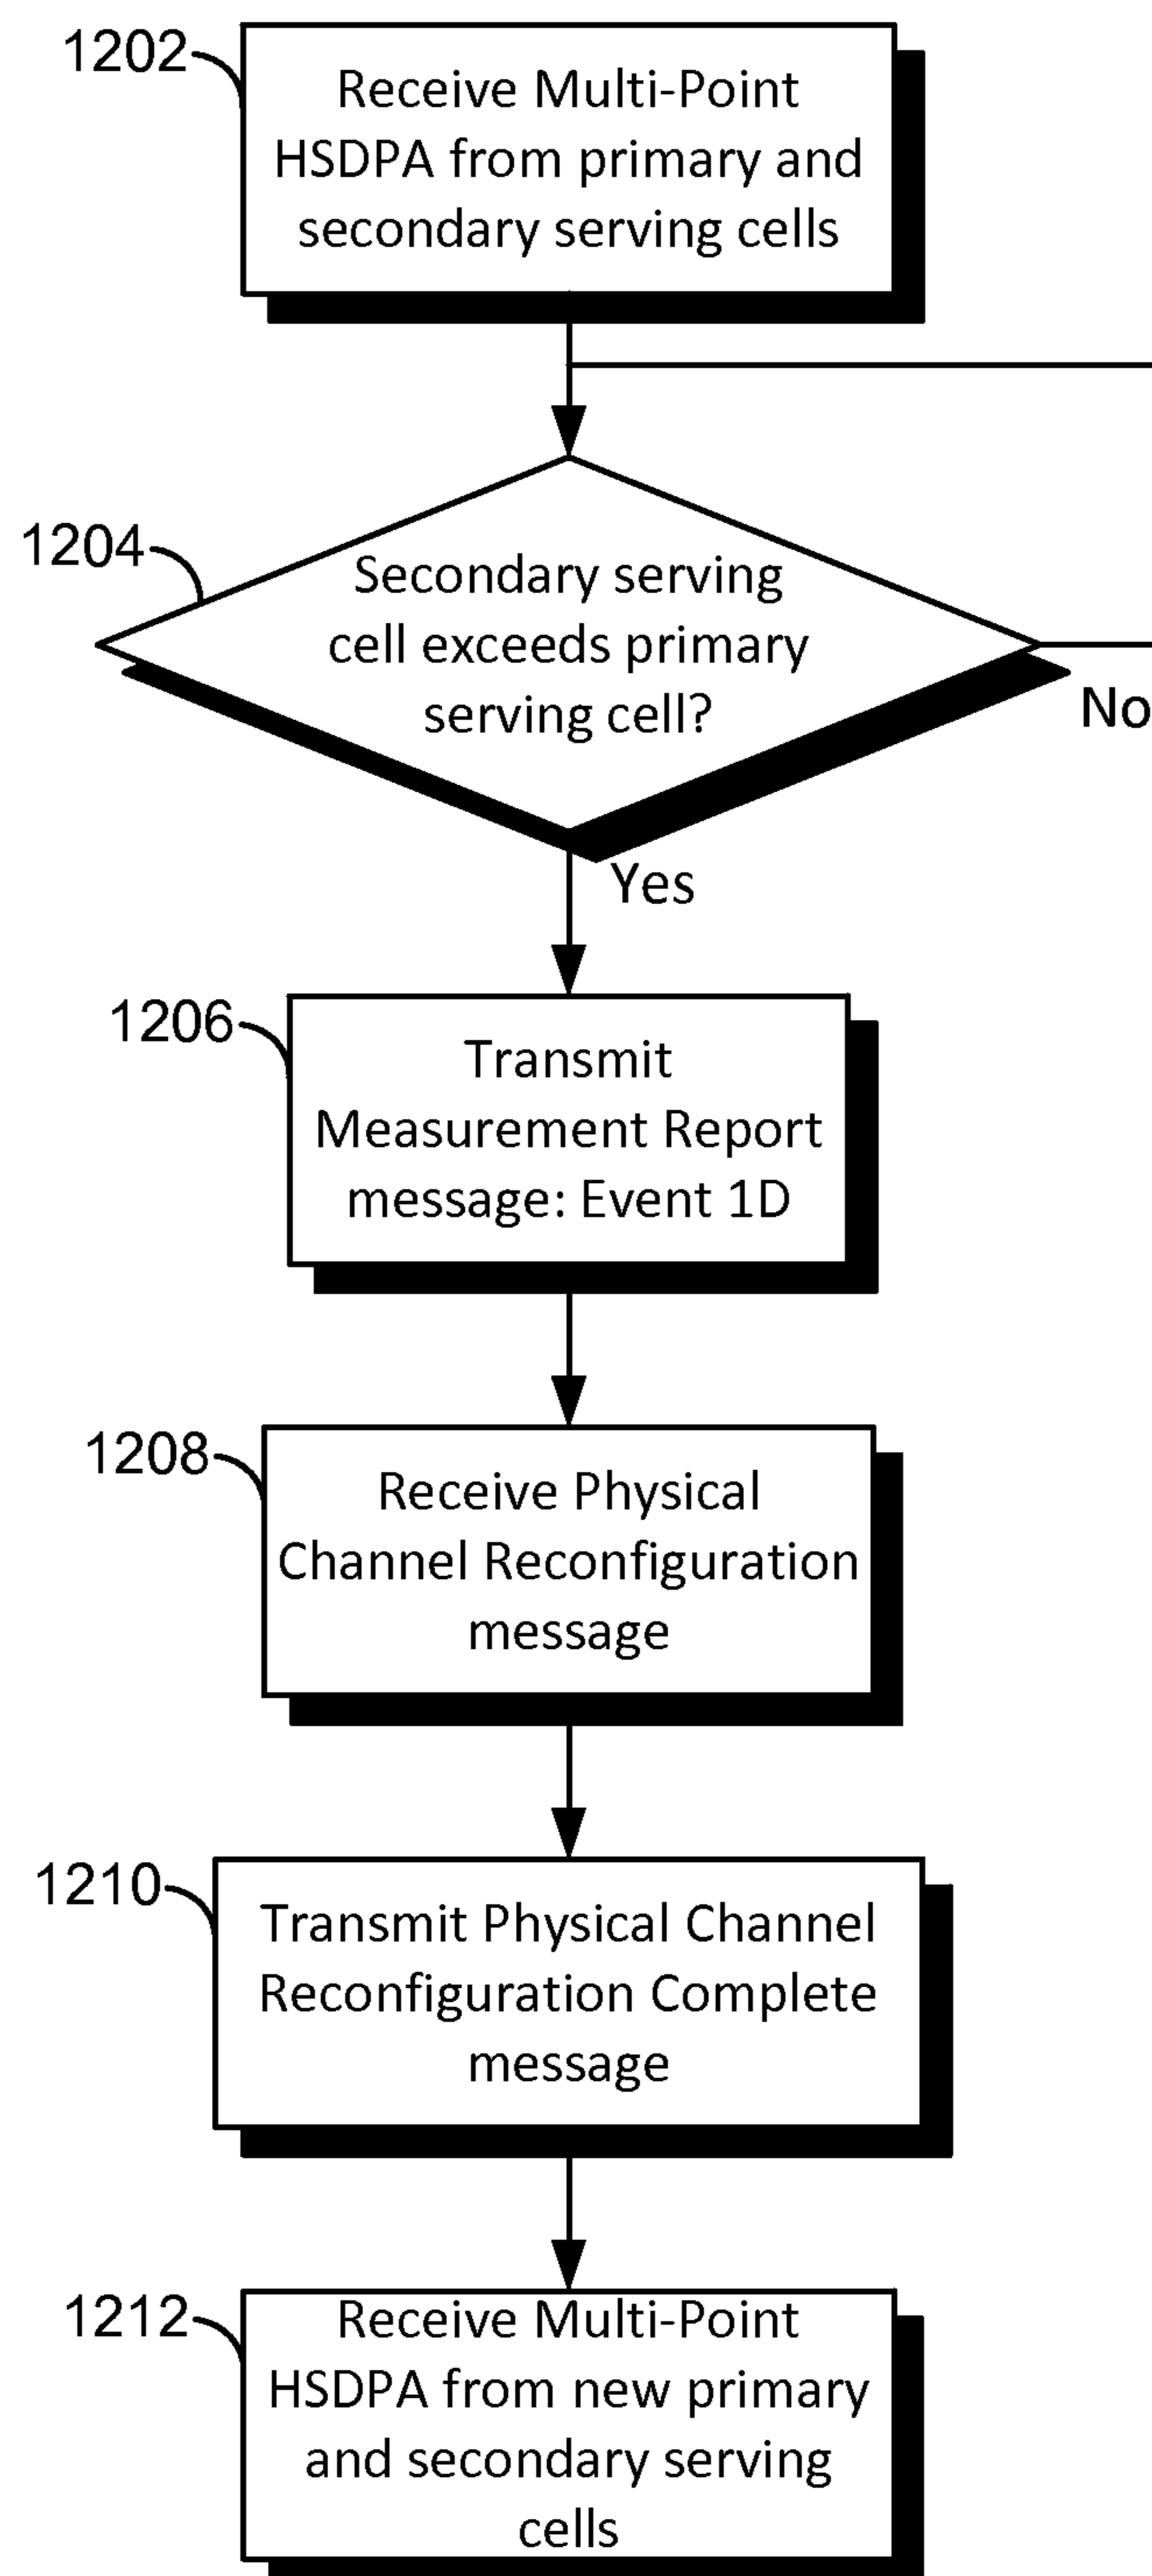 1202
Receive Multi-Point
HSDPA from primary and
secondary serving cells
1204
Secondary serving
cell exceeds primary
serving cell?
No
Yes
1206
Transmit
Measurement Report
message: Event 1D
1208
Receive Physical
Channel Reconfiguration
message
1210
Transmit Physical Channel
Reconfiguration Complete
message
1212
Receive Multi-Point
HSDPA from new primary
and secondary serving
cells